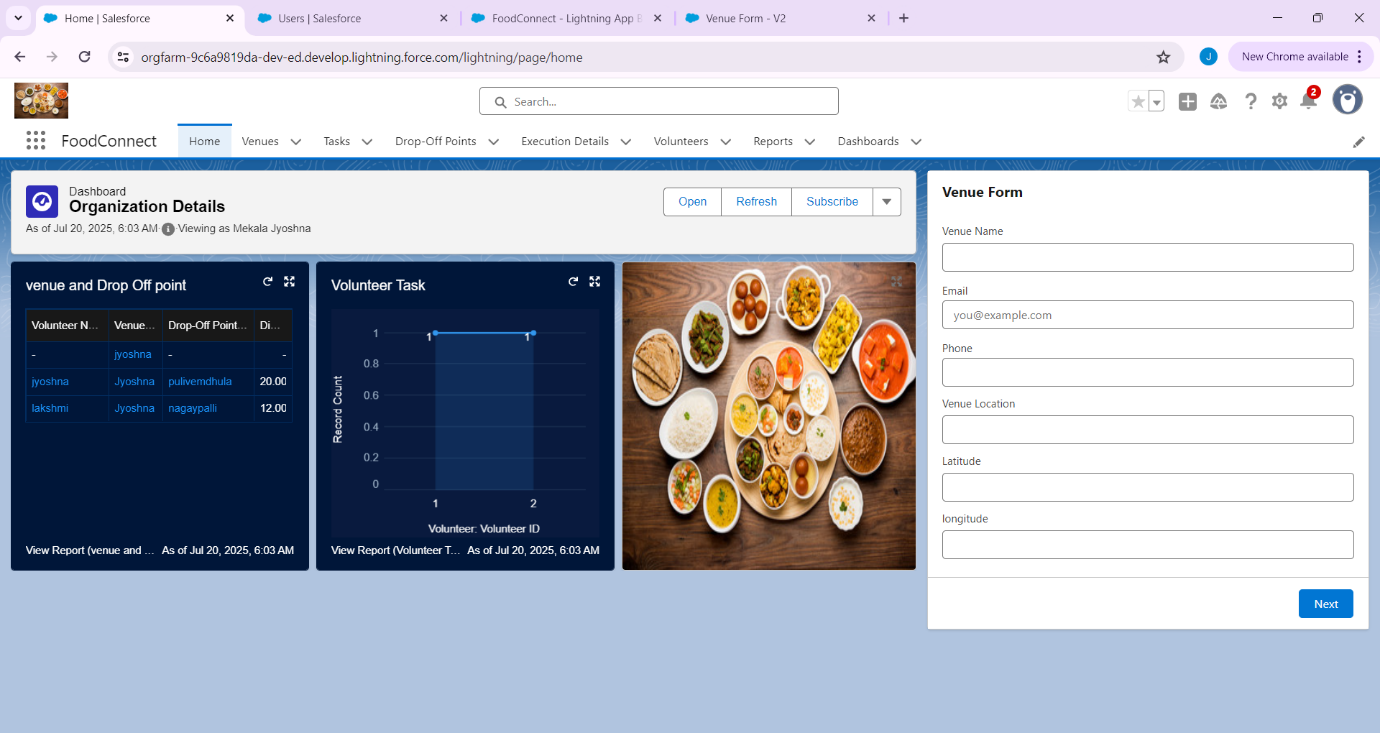 Home | Salesforce
Users | Salesforce
FoodConnect - Lightning App B
Venue Form - V2
orgfarm-9c6a9819da-dev-ed.develop.lightning.force.com/lightning/page/home
J
New Chrome available
Search...
2
FoodConnect
Home
Venues
Tasks
Drop-Off Points
Execution Details
Volunteers
Reports
Dashboards
Dashboard
Organization Details
As of Jul 20, 2025, 6:03 AM·Viewing as Mekala Jyoshna
Open
Refresh
Subscribe
venue and Drop Off point
Volunteer N... Venue... Drop-Off Point... Di...
- jyoshna - -
jyoshna Jyoshna pulivemdhula 20.00
lakshmi Jyoshna nagaypalli 12.00
View Report (venue and ... As of Jul 20, 2025, 6:03 AM
Volunteer Task
Record Count
1
0.8
0.6
0.4
0.2
0
1 1
1 2
Volunteer: Volunteer ID
View Report (Volunteer T... As of Jul 20, 2025, 6:03 AM
Venue Form
Venue Name
Email
you@example.com
Phone
Venue Location
Latitude
longitude
Next